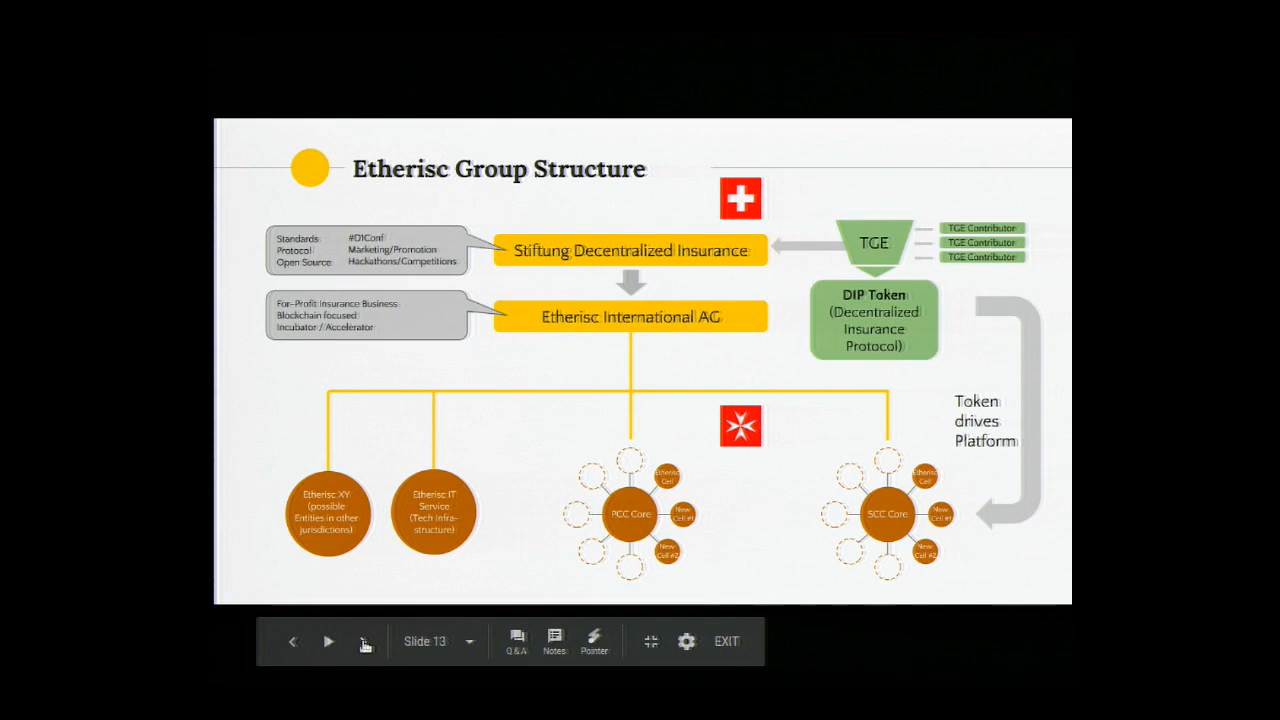 Etherisc Group Structure
Standards
Protocol
Open Source
#D1Conf
Marketing/Promotion
Hackathons/Competitions
Stiftung Decentralized Insurance
TGE
TGE Contributor
TGE Contributor
TGE Contributor
For-Profit Insurance Business
Blockchain focused
Incubator / Accelerator
Etherisc International AG
DIP Token
(Decentralized
Insurance
Protocol)
Token
drives
Platform
Etherisc XY
(possible
Entities in other
jurisdictions)
Etherisc IT
Service
(Tech Infra-
structure)
PCC Core
Etherisc
Cell
New
Cell #1
New
Cell #2
SCC Core
Etherisc
Cell
New
Cell #1
New
Cell #2
Slide 13
Q & A
Notes
Pointer
EXIT